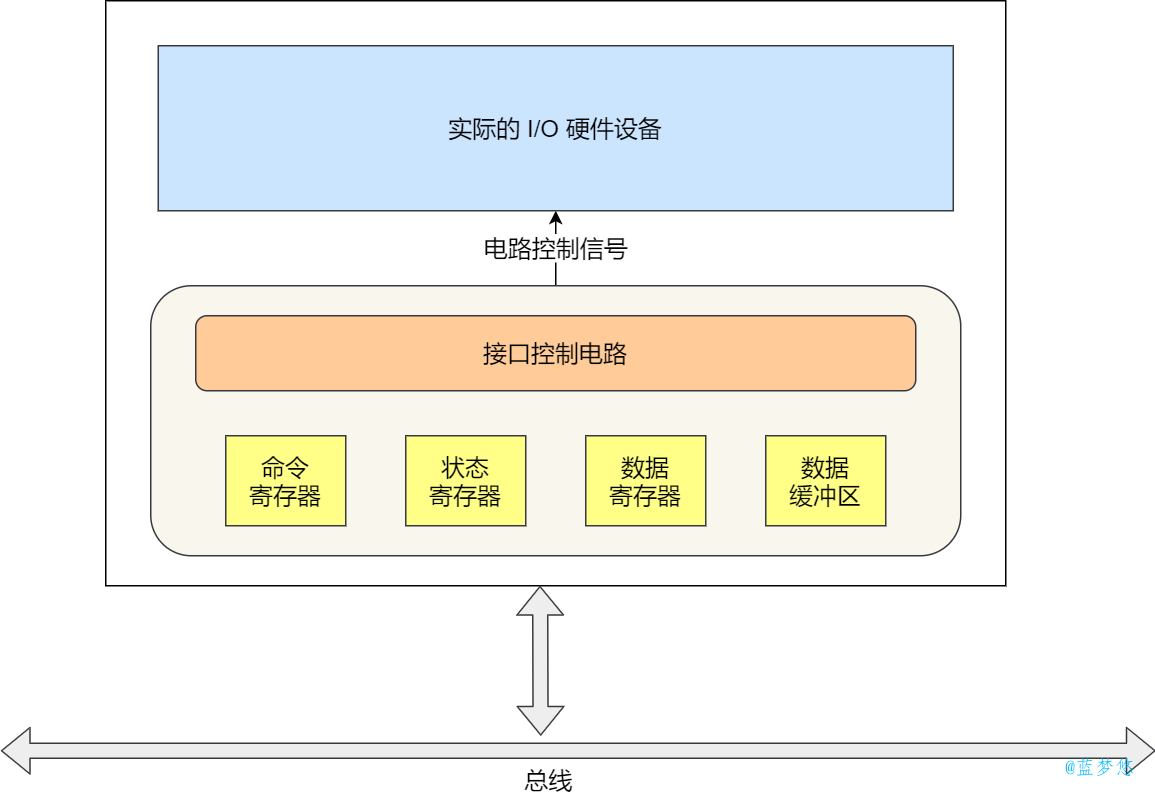 实际的 I/O 硬件设备
电路控制信号
接口控制电路
命令
寄存器
状态
寄存器
数据
寄存器
数据
缓冲区
@蓝梦悠
总线